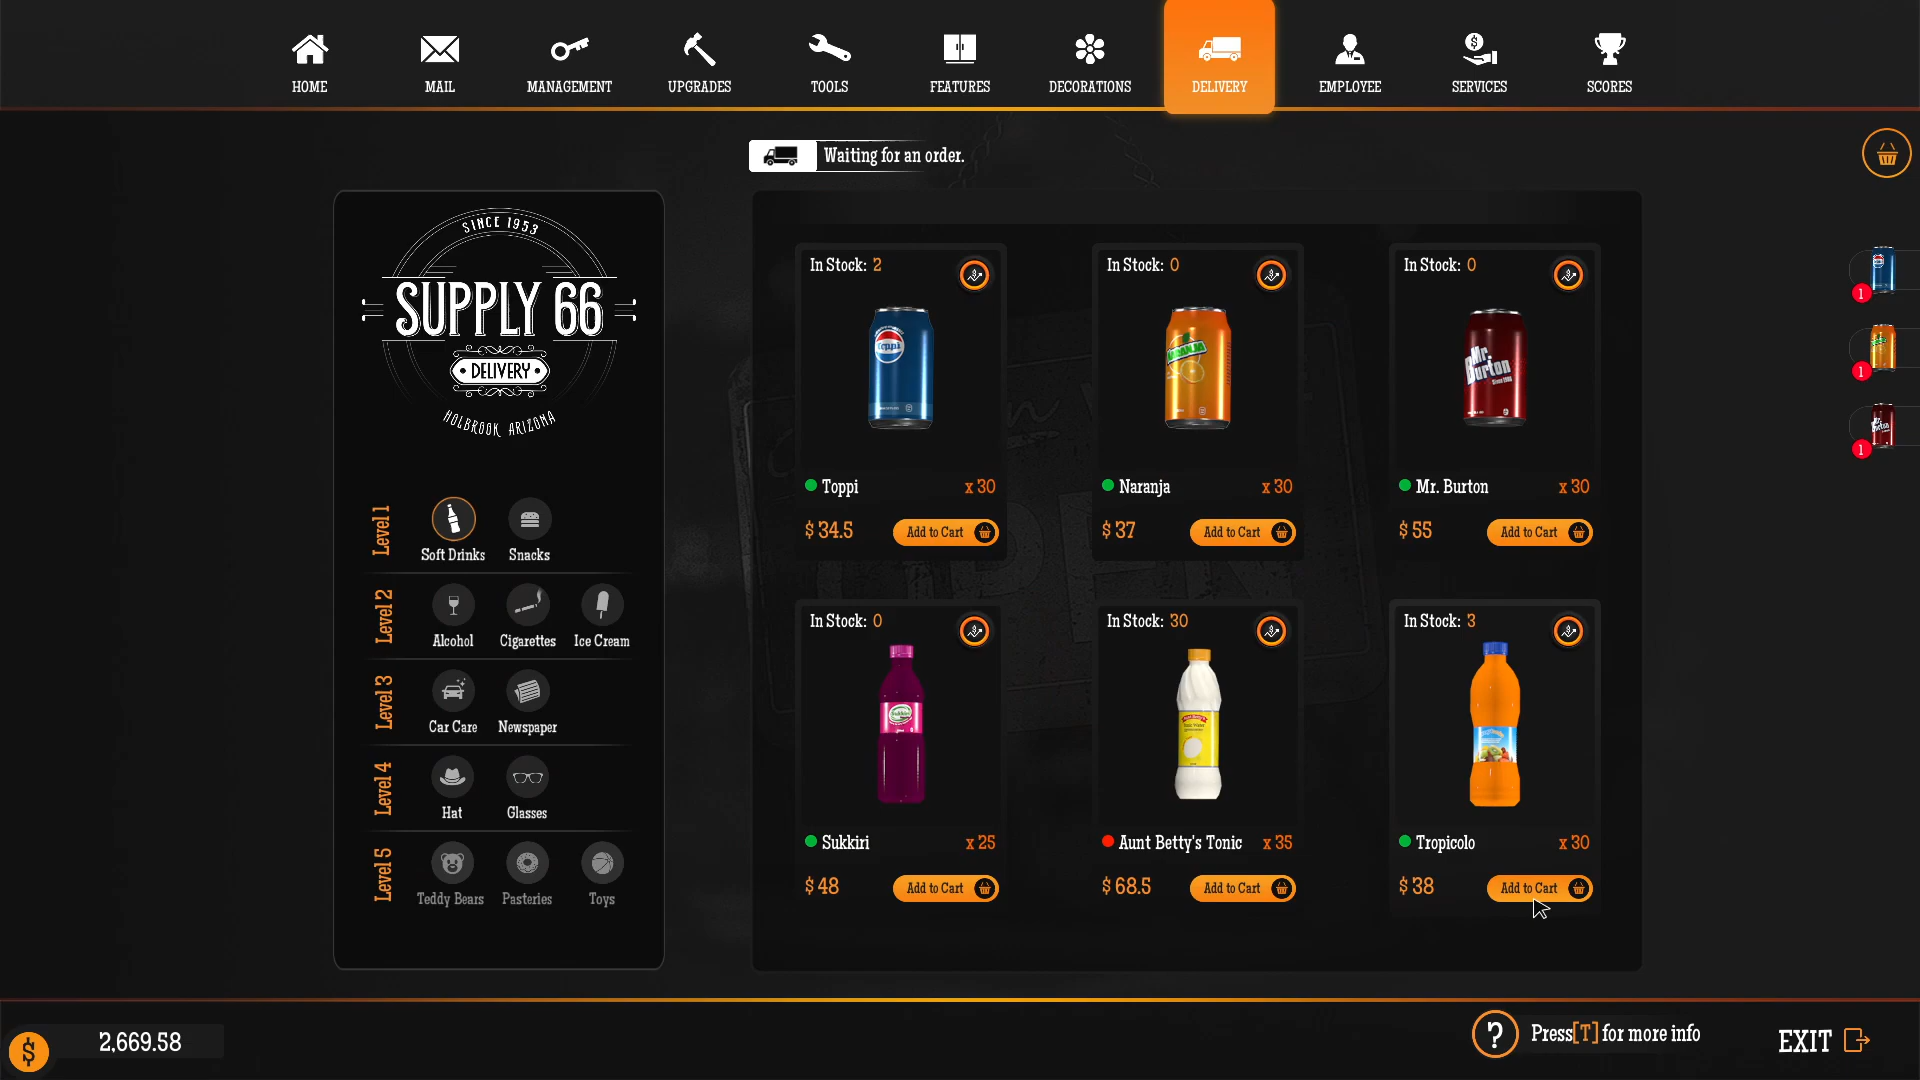 HOME MAIL MANAGEMENT UPGRADES TOOLS FEATURES DECORATIONS DELIVERY EMPLOYEE SERVICES SCORES
Waiting for an order.
SINCE 1953
SUPPLY 66
DELIVERY
HOLBROOK ARIZONA
Level 1
Soft Drinks Snacks
Level 2
Alcohol Cigarettes Ice Cream
Level 3
Car Care Newspaper
Level 4
Hat Glasses
Level 5
Teddy Bears Pasteries Toys
In Stock: 2
Toppi x 30
$ 34.5 Add to Cart
In Stock: 0
NARANJA
Naranja x 30
$ 37 Add to Cart
In Stock: 0
Mr. Burton
Mr. Burton x 30
$ 55 Add to Cart
In Stock: 0
Sukkiri x 25
$ 48 Add to Cart
In Stock: 30
Aunt Betty's Tonic x 35
$ 68.5 Add to Cart
In Stock: 3
Tropicolo x 30
$ 38 Add to Cart
1
1
1
$ 2,669.58
? Press[T] for more info
EXIT